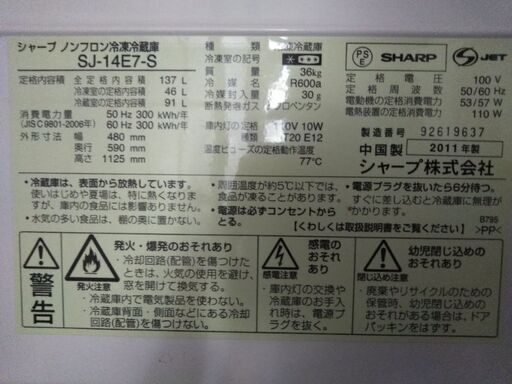 シャープ ノンフロン冷凍冷蔵庫
SJ-14E7-S
定格内容積 全定格内容積 137 L
冷凍室の定格内容積 46 L
冷蔵室の定格内容積 91 L
消費電力量 50 Hz 300 kWh/年
(JISC9801-2006年) 60 Hz 300 kWh/年
外形寸法 幅 480 mm
奥行 590 mm
高さ 1125 mm
種類 冷凍冷蔵庫
冷凍室の記号
質量 36kg
冷媒 R600a
冷媒封入量 30 g
断熱発泡ガス シクロペンタン
庫内灯の定格 10W
T20 E12
温度ヒューズの定格動作温度
77℃
PS
E
SHARP
S JET
定格電圧 100 V
定格周波数 50/60 Hz
電動機の定格消費電力 53/57 W
電熱装置の定格消費電力 110 W
製造番号 92619637
中国製 2011年製
シャープ株式会社
・冷蔵庫は、表面から放熱しています。
使いはじめや夏場は、特に熱くなります
が、庫内の食品には影響ありません。
・水気の多い食品は、棚の奥に置かない。
・周囲温度が約5℃以下では、
凍結することがあります。
・電源は必ずコンセントから
とる。
・電源プラグを抜いたら6分待つ。
すぐに差し込むと冷蔵庫に無理が
かかります。
【くわしくは取扱説明書をご覧ください】
B795
>PP<
警告
発火注意
発火・爆発のおそれあり
・冷却回路(配管)を傷つけたと
ときは、火気の使用を避け
窓を開けて換気する。
・冷蔵庫内で電気製品を使わない。
・冷蔵庫背面・側面などにある冷却
回路(配管)を傷つけない。
感電注意
感電の
おそれあり
・庫内灯の交換や、
冷蔵庫のお手入
れ時は、電源プ
ラグを抜く。
閉じ込め注意
幼児閉じ込めの
おそれあり
・廃棄やリサイクルのための
保管時、幼児閉じ込めの
おそれがある場合は、ドア
パッキンをはずす。